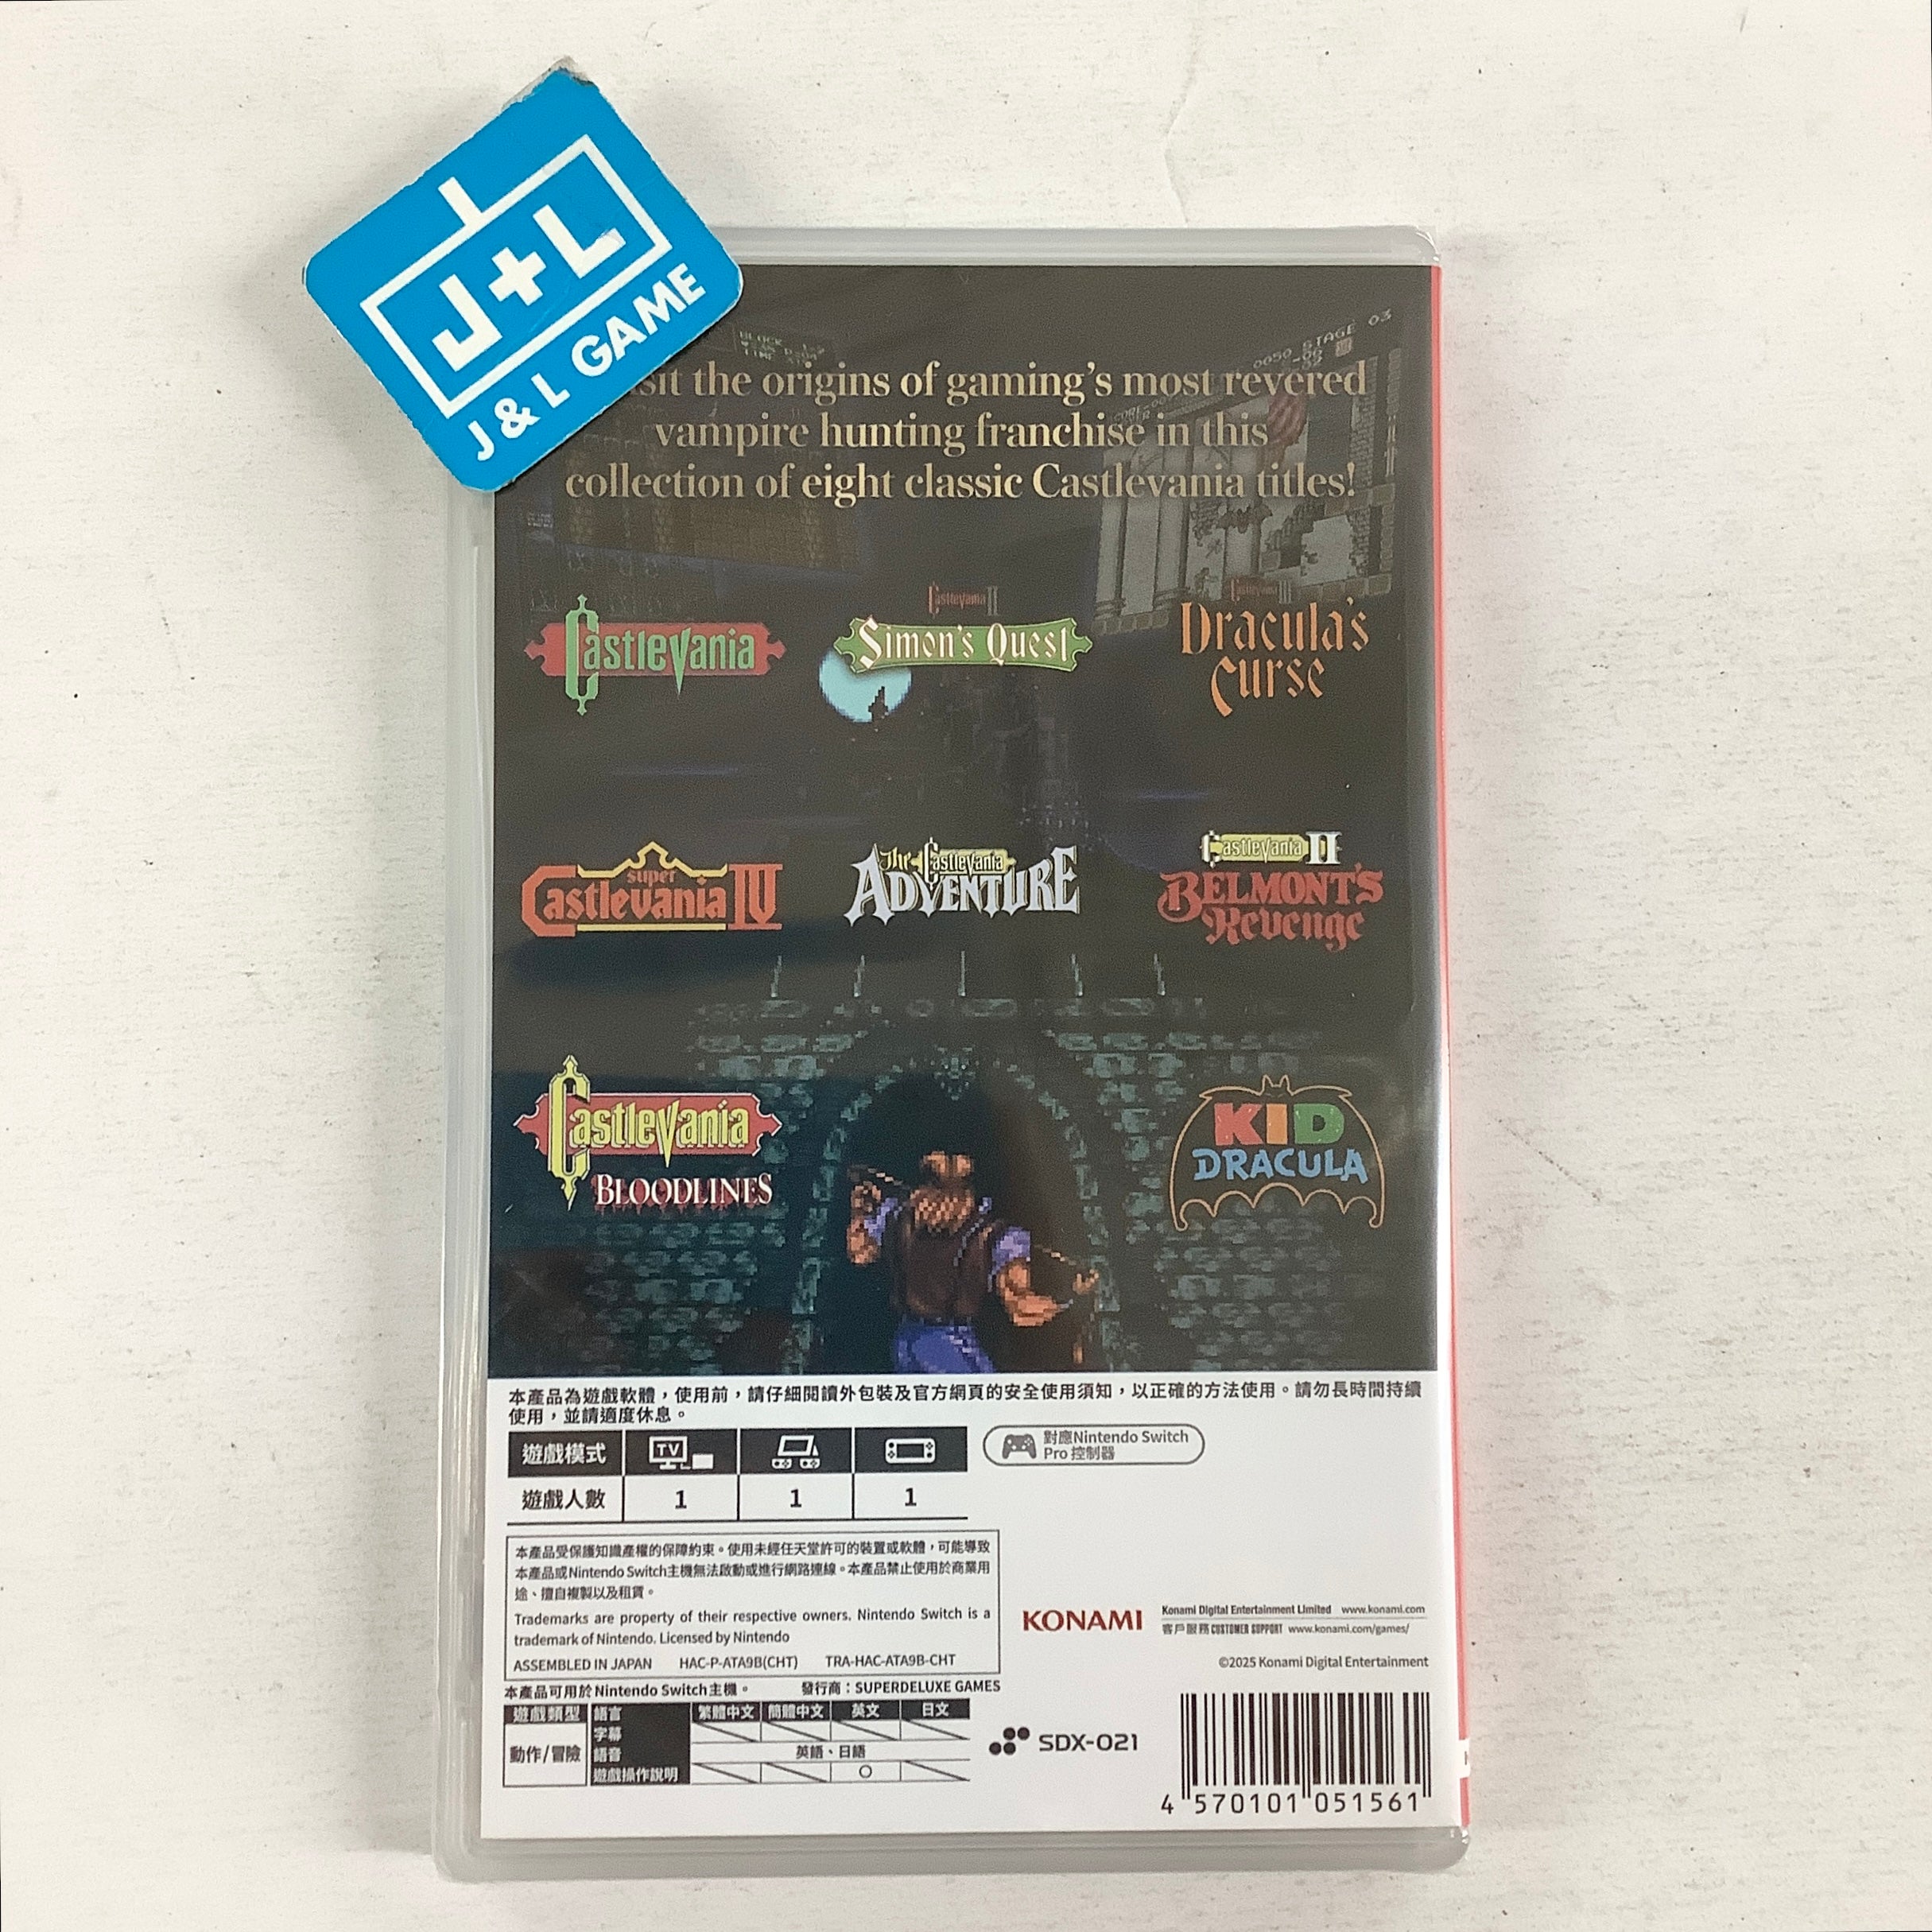 J+L
J & L GAME
BLOCK
STAGE 03
sit the origins of gaming's most revered
vampire hunting franchise in this
collection of eight classic Castlevania titles!
Castlevania
Castlevania II
Simon's Quest
Castlevania III
Dracula's
Curse
Super
Castlevania IV
The Castlevania
Adventure
Castlevania II
Belmont's
Revenge
Castlevania
Bloodlines
KID
DRACULA
本產品為遊戲軟體，使用前，請仔細閱讀外包裝及官方網頁的安全使用須知，以正確的方法使用。請勿長時間持續
使用，並請適度休息。
遊戲模式 TV
對應Nintendo Switch
Pro 控制器
遊戲人數 1 1 1
本產品受保護知識產權的保障約束。使用未經任天堂許可的裝置或軟體，可能導致
本產品或Nintendo Switch主機無法啟動或進行網路連線。本產品禁止使用於商業用
途、擅自複製以及租賃。
Trademarks are property of their respective owners. Nintendo Switch is a
trademark of Nintendo. Licensed by Nintendo
ASSEMBLED IN JAPAN HAC-P-ATA9B(CHT) TRA-HAC-ATA9B-CHT
KONAMI
Konami Digital Entertainment Limited www.konami.com
客戶服務 CUSTOMER SUPPORT www.konami.com/games/
©2025 Konami Digital Entertainment
本產品可用於Nintendo Switch主機。 發行商：SUPERDELUXE GAMES
遊戲類型 語言 繁體中文 簡體中文 英文 日文
字幕
動作/冒險 語音 英語、日語
遊戲操作說明 ○
SDX-021
4 570101 051561